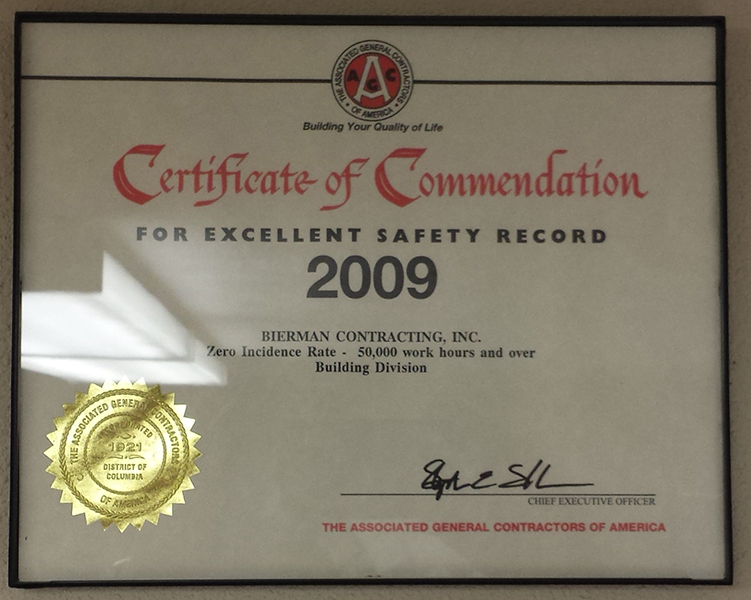 THE ASSOCIATED GENERAL CONTRACTORS
AGC
OF AMERICA
Building Your Quality of Life
Certificate of Commendation
FOR EXCELLENT SAFETY RECORD
2009
BIERMAN CONTRACTING, INC.
Zero Incidence Rate - 50,000 work hours and over
Building Division
THE ASSOCIATED GENERAL CONTRACTORS
1921
DISTRICT OF
COLUMBIA
OF AMERICA
CHIEF EXECUTIVE OFFICER
THE ASSOCIATED GENERAL CONTRACTORS OF AMERICA